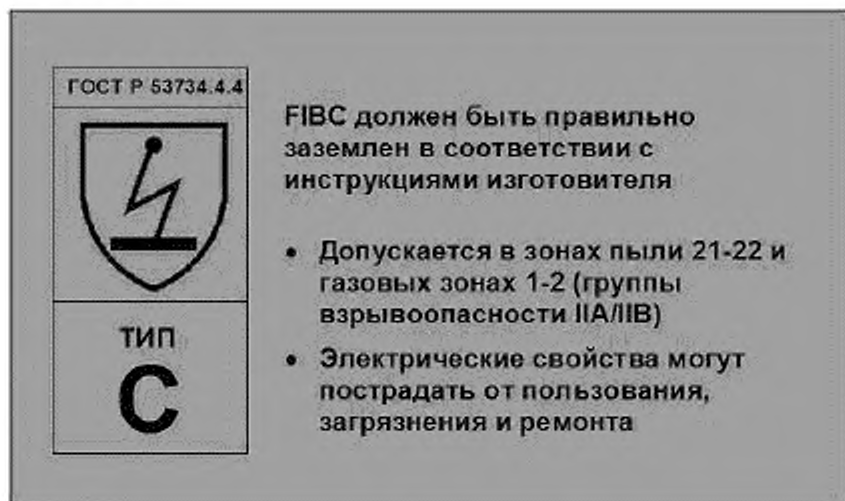 ГОСТ Р 53734.4.4
ТИП
С
FIBC должен быть правильно
заземлен в соответствии с
инструкциями изготовителя
• Допускается в зонах пыли 21-22 и
газовых зонах 1-2 (группы
взрывоопасности IIA/IIB)
• Электрические свойства могут
пострадать от пользования,
загрязнения и ремонта